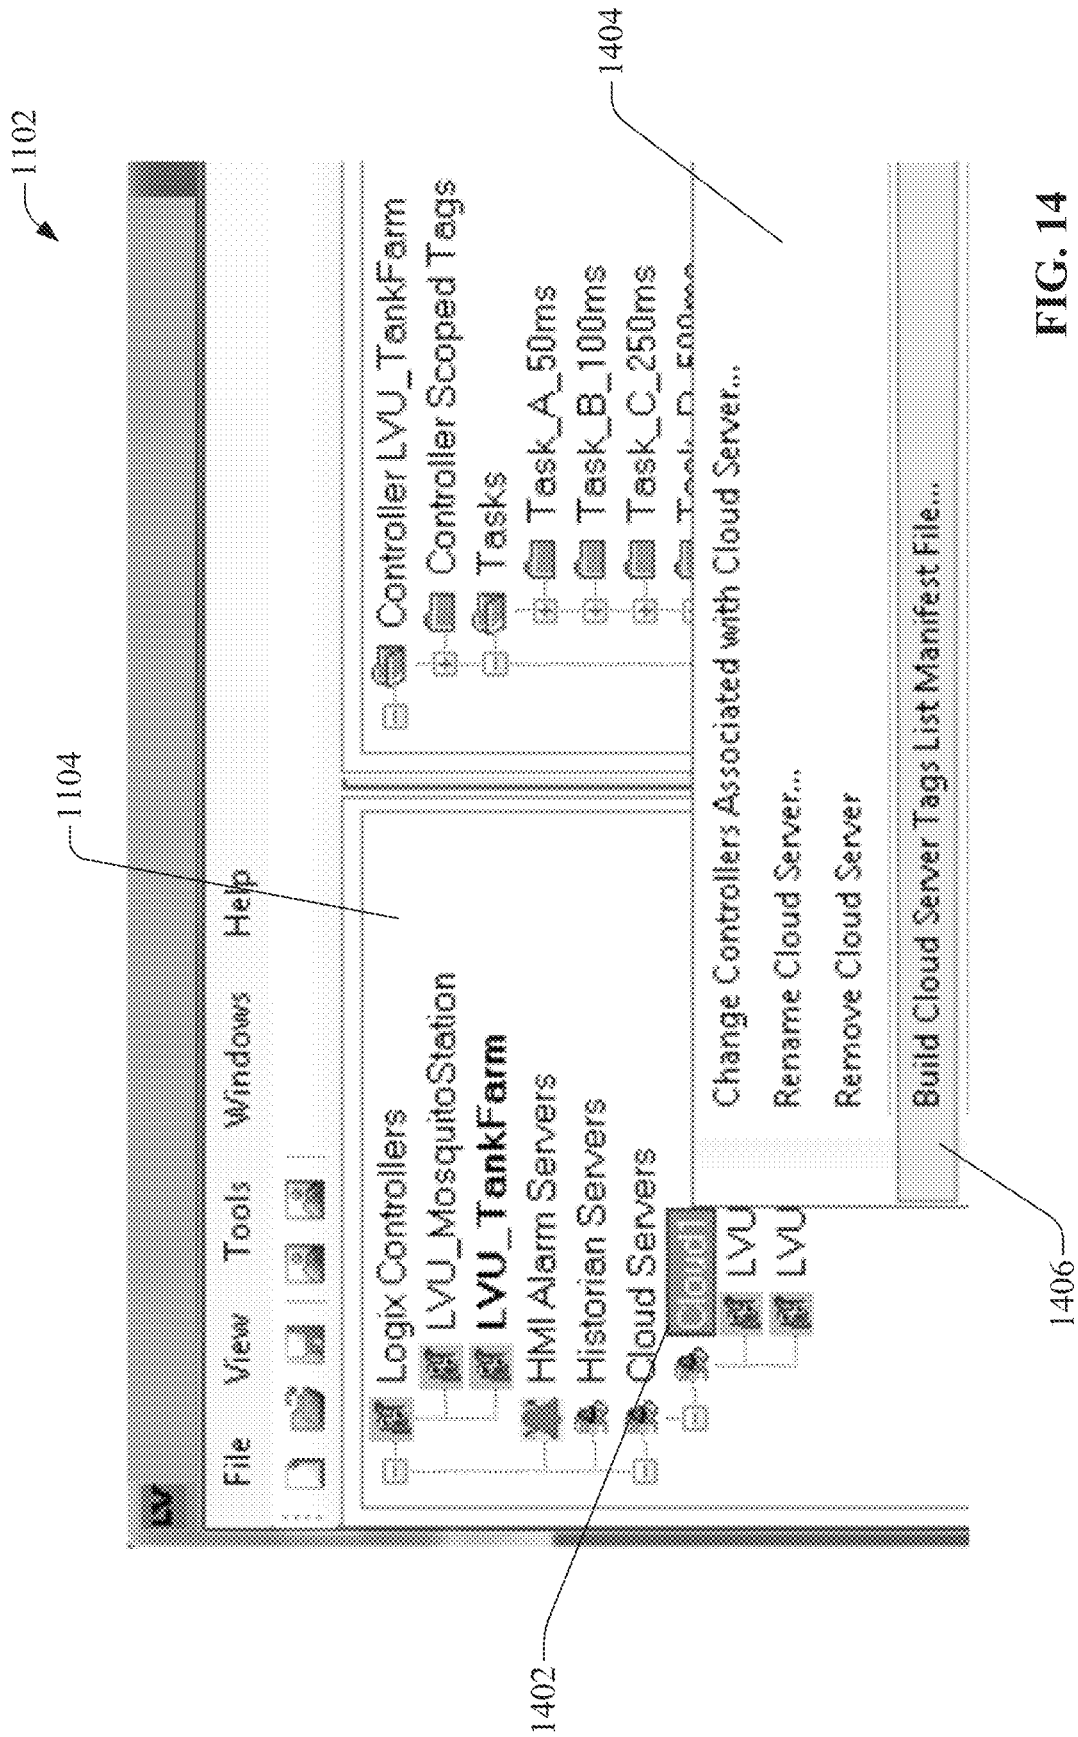 1102
LV
File View Tools Windows Help
1104
Logix Controllers
LVU_MosquitoStation
LVU_TankFarm
HMI Alarm Servers
Historian Servers
Cloud Servers
LVU
LVU
Controller LVU_TankFarm
Controller Scoped Tags
Tasks
Task_A_50ms
Task_B_100ms
Task_C_250ms
Task_D_500ms
Change Controllers Associated with Cloud Server...
Rename Cloud Server...
Remove Cloud Server
Build Cloud Server Tags List Manifest File...
1402
1404
1406
FIG. 14